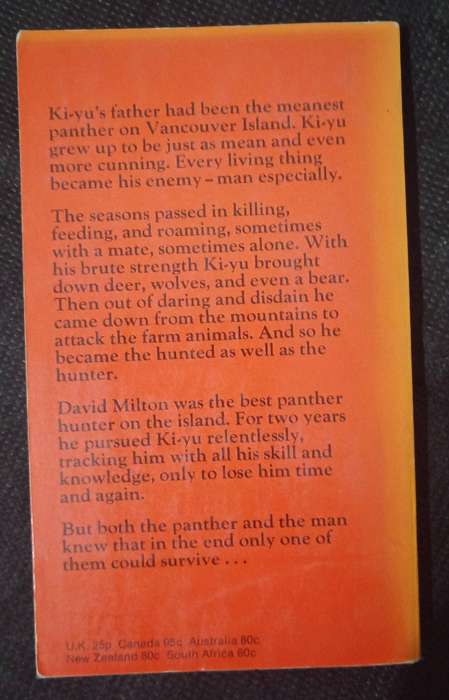 Ki-yu's father had been the meanest
panther on Vancouver Island. Ki-yu
grew up to be just as mean and even
more cunning. Every living thing
became his enemy – man especially.
The seasons passed in killing,
feeding, and roaming, sometimes
with a mate, sometimes alone. With
his brute strength Ki-yu brought
down deer, wolves, and even a bear.
Then out of daring and disdain he
came down from the mountains to
attack the farm animals. And so he
became the hunted as well as the
hunter.
David Milton was the best panther
hunter on the island. For two years
he pursued Ki-yu relentlessly,
tracking him with all his skill and
knowledge, only to lose him time
and again.
But both the panther and the man
knew that in the end only one of
them could survive . . .
U.K. 25p Canada 95c Australia 80c
New Zealand 80c South Africa 60c